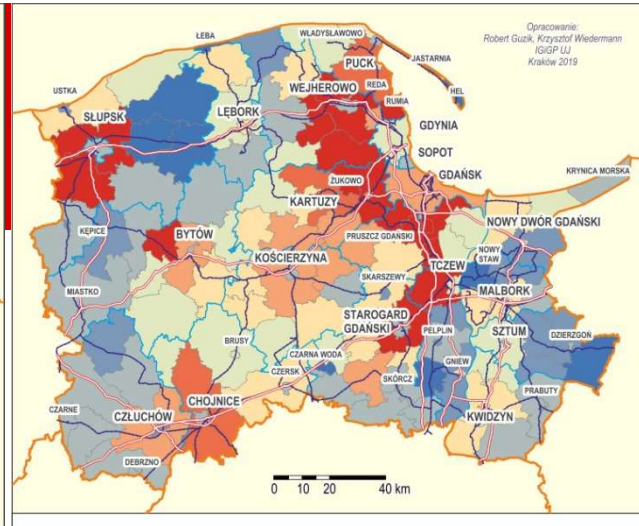 Opracowanie:
Robert Guzik, Krzysztof Wiedermann
IGiGP UJ
Kraków 2019
ŁEBA
WŁADYSŁAWOWO
JASTARNIA
PUCK
HEL
USTKA
WEJHEROWO
REDA
RUMIA
SŁUPSK
LĘBORK
GDYNIA
SOPOT
KRYNICA MORSKA
ŻUKOWO
GDAŃSK
KARTUZY
NOWY DWÓR GDAŃSKI
KĘPICE
BYTÓW
PRUSZCZ GDAŃSKI
NOWY
STAW
KOŚCIERZYNA
TCZEW
SKARSZEWY
MIASTKO
MALBORK
STAROGARD
GDAŃSKI
PELPLIN
SZTUM
DZIERZGOŃ
BRUSY
CZARNA WODA
GNIEW
CZERSK
SKÓRCZ
PRABUTY
CHOJNICE
CZARNE
CZŁUCHÓW
KWIDZYN
DEBRZNO
0 10 20 40 km